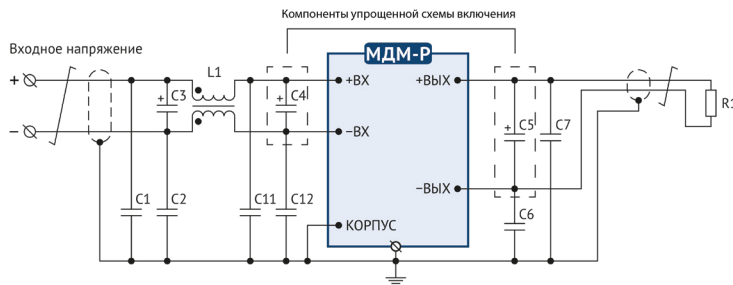 Компоненты упрощенной схемы включения
Входное напряжение
МДМ-Р
L1
+
+ВХ
+ВЫХ
+ C3
+ C4
R1
–
–ВХ
+ C5
C7
–ВЫХ
C1
C2
C11
C12
C6
КОРПУС